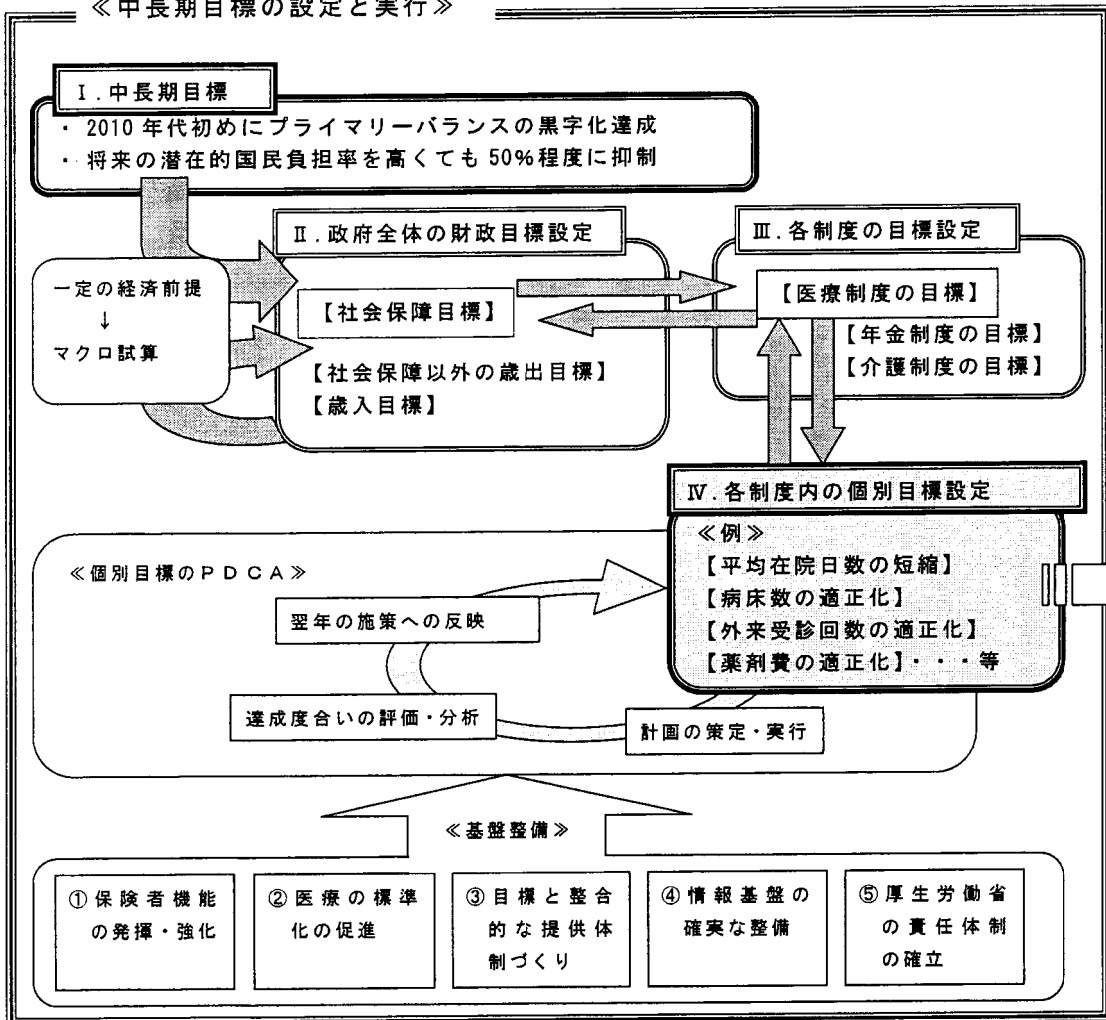 ≪中長期目標の設定と実行≫
Ⅰ.中長期目標
・ 2010 年代初めにプライマリーバランスの黒字化達成
・ 将来の潜在的国民負担率を高くても 50%程度に抑制
Ⅱ.政府全体の財政目標設定
Ⅲ.各制度の目標設定
一定の経済前提
↓
マクロ試算
【社会保障目標】
【社会保障以外の歳出目標】
【歳入目標】
【医療制度の目標】
【年金制度の目標】
【介護制度の目標】
Ⅳ.各制度内の個別目標設定
≪例≫
【平均在院日数の短縮】
【病床数の適正化】
【外来受診回数の適正化】
【薬剤費の適正化】・・・等
≪個別目標のPDCA≫
翌年の施策への反映
達成度合いの評価・分析
計画の策定・実行
≪基盤整備≫
①保険者機能
の発揮・強化
②医療の標準
化の促進
③目標と整合
的な提供体
制づくり
④情報基盤の
確実な整備
⑤厚生労働省
の責任体制
の確立